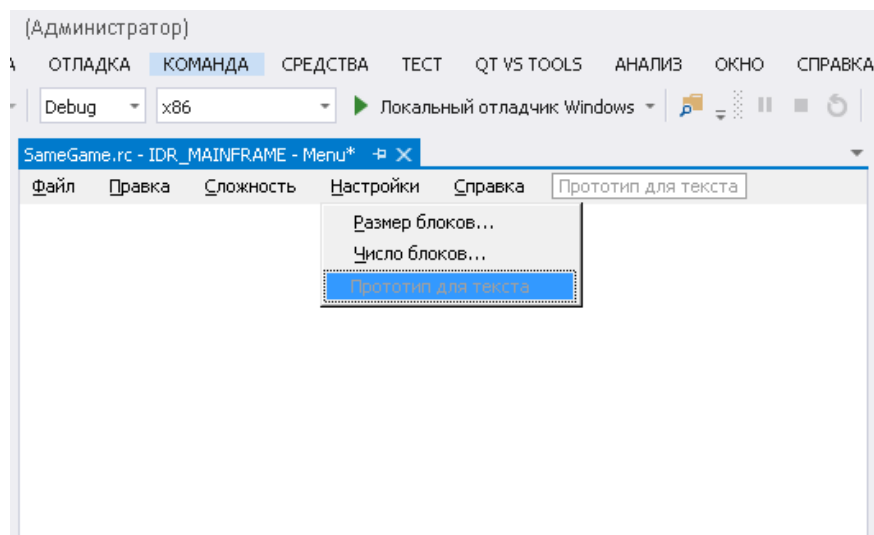 (Администратор)
ОТЛАДКА КОМАНДА СРЕДСТВА ТЕСТ QT VS TOOLS АНАЛИЗ ОКНО СПРАВКА
Debug x86 Локальный отладчик Windows
SameGame.rc - IDR_MAINFRAME - Menu*
Файл Правка Сложность Настройки Справка Прототип для текста
Размер блоков...
Число блоков...
Прототип для текста